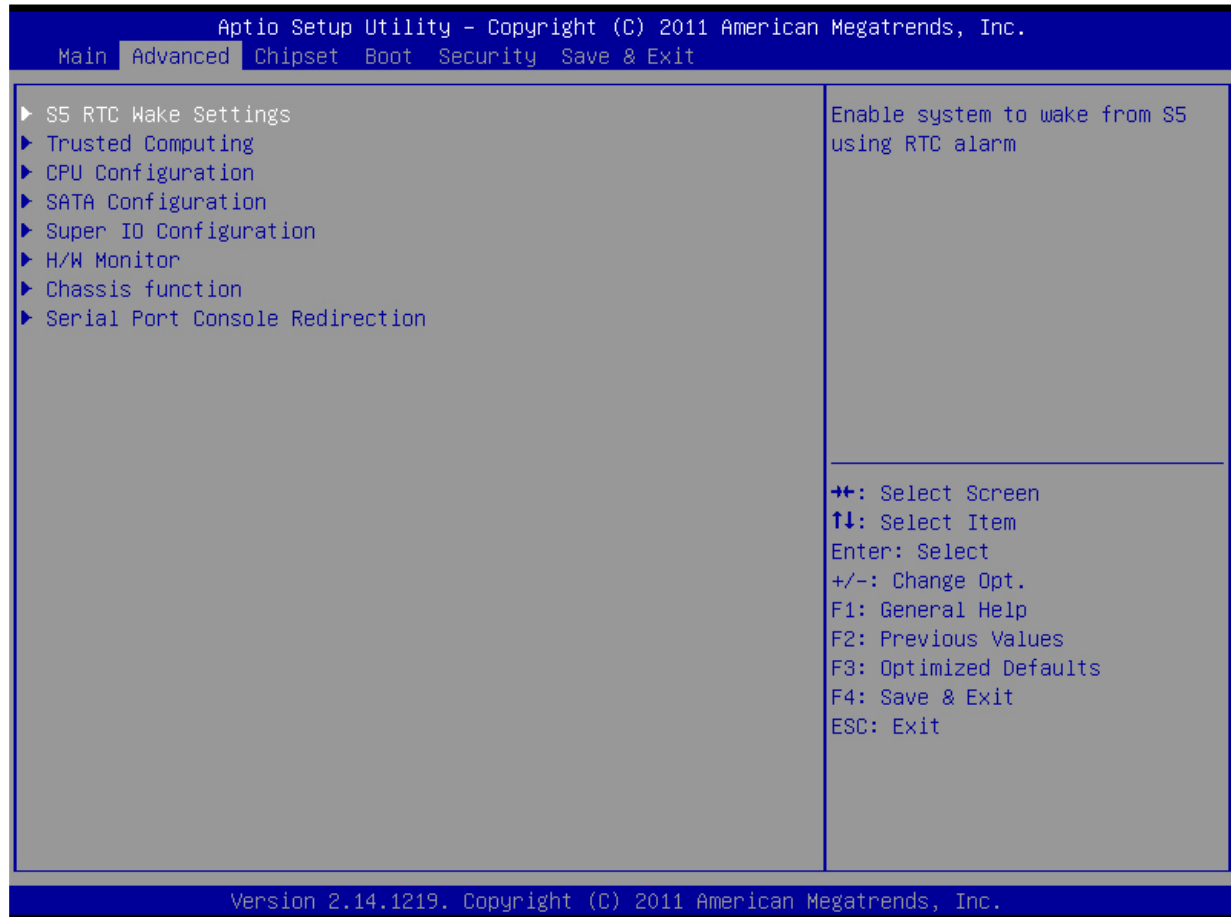 Aptio Setup Utility – Copyright (C) 2011 American Megatrends, Inc.
Main Advanced Chipset Boot Security Save & Exit
▶ S5 RTC Wake Settings
▶ Trusted Computing
▶ CPU Configuration
▶ SATA Configuration
▶ Super IO Configuration
▶ H/W Monitor
▶ Chassis function
▶ Serial Port Console Redirection
Enable system to wake from S5
using RTC alarm
→←: Select Screen
↑↓: Select Item
Enter: Select
+/-: Change Opt.
F1: General Help
F2: Previous Values
F3: Optimized Defaults
F4: Save & Exit
ESC: Exit
Version 2.14.1219. Copyright (C) 2011 American Megatrends, Inc.